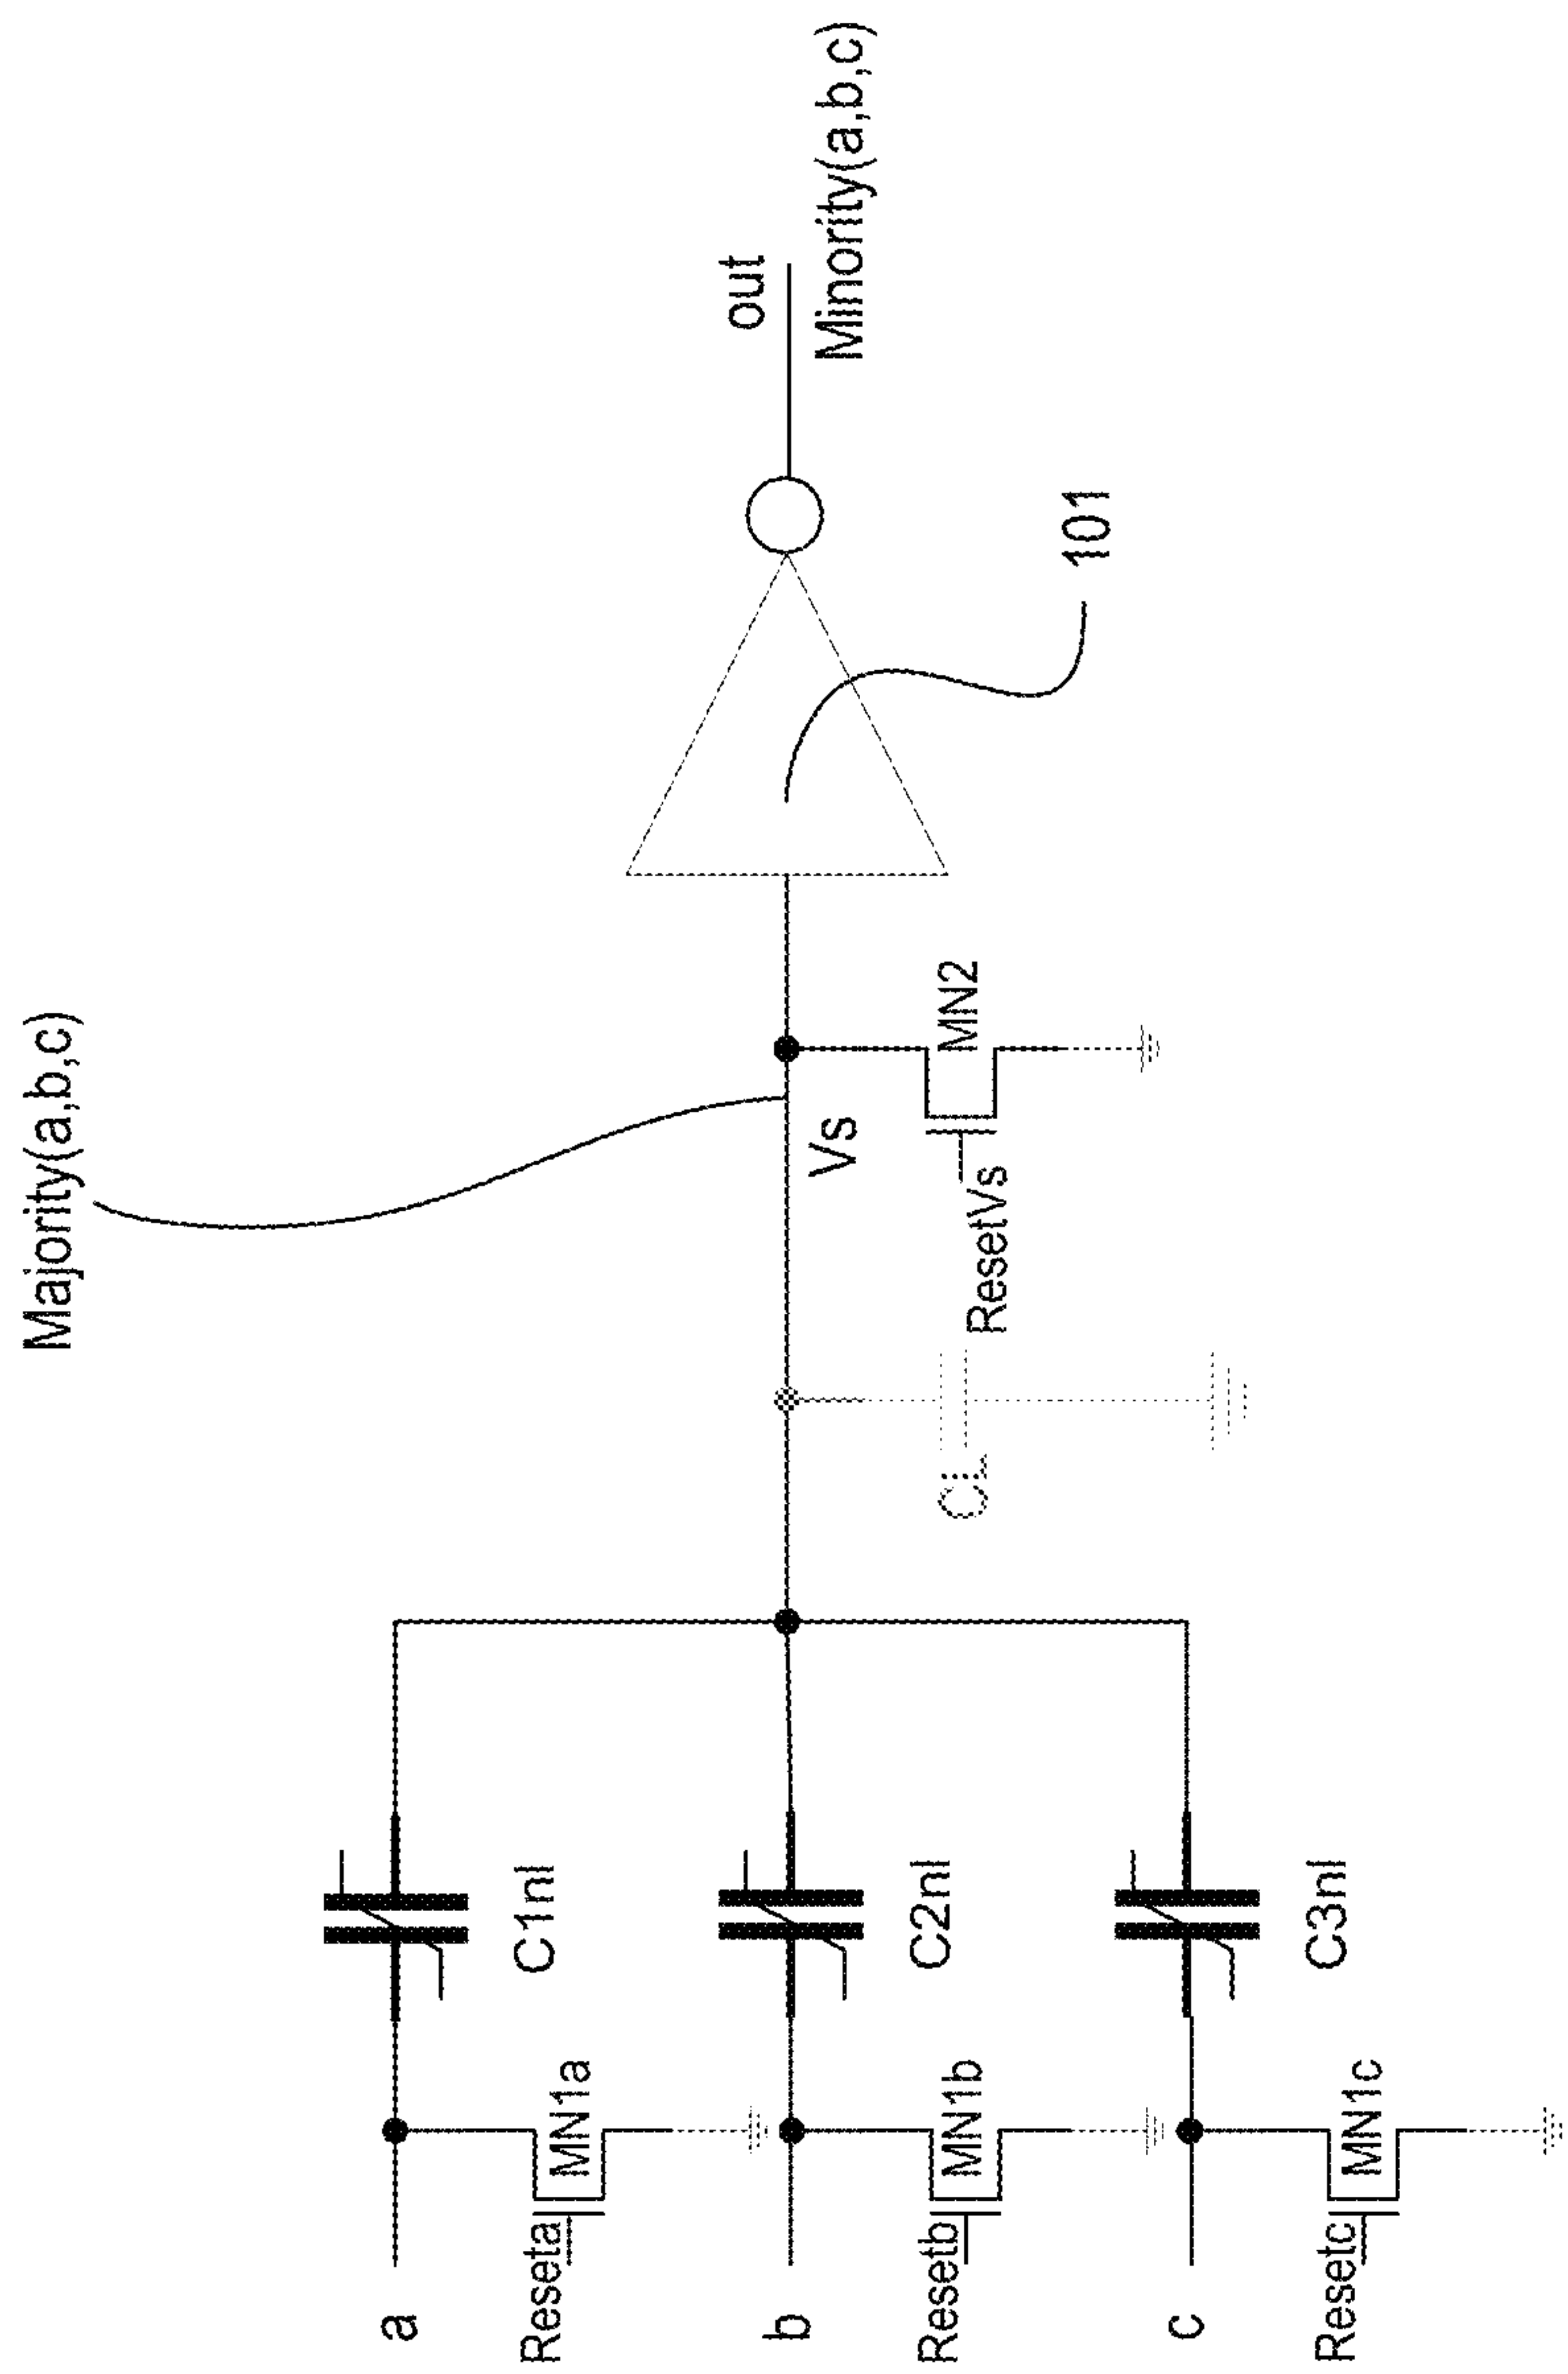 Majority(a,b,c)
a
Reseta
MN1a
C1nl
b
Resetb
MN1b
C2nl
c
Resetc
MN1c
C3nl
CL
Vs
ResetVs
MN2
101
out
Minority(a,b,c)